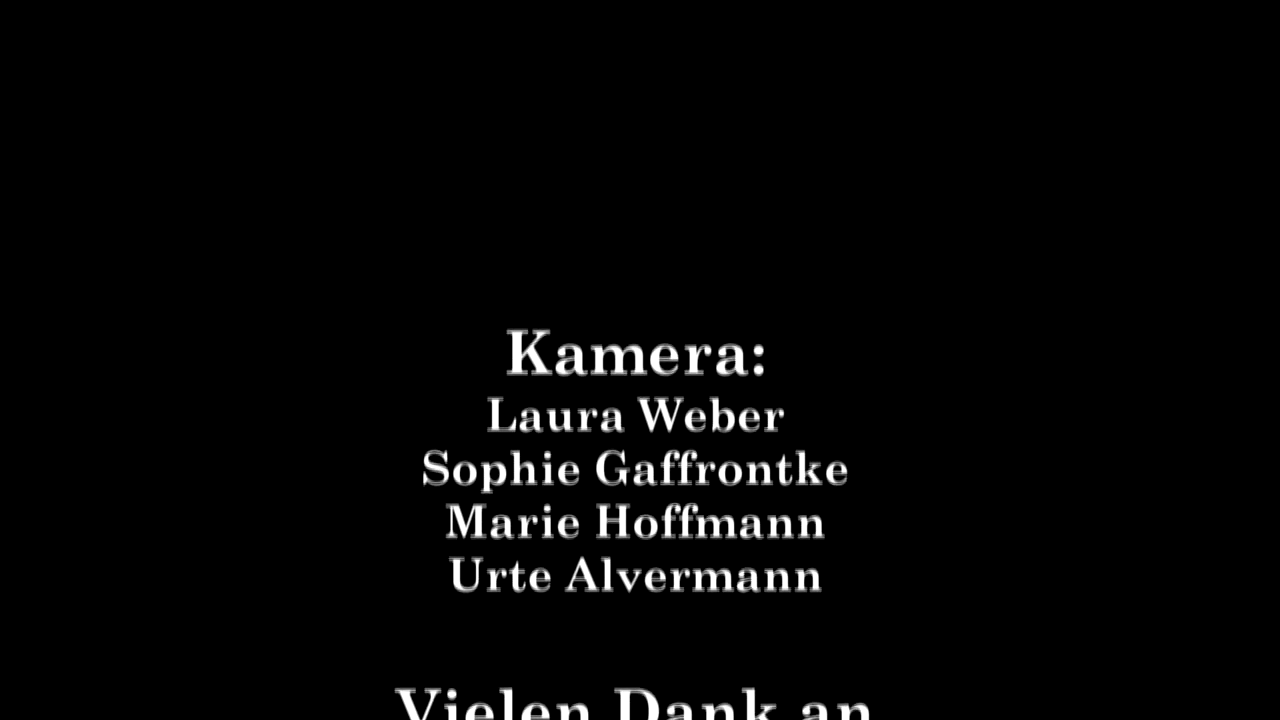 Kamera:
Laura Weber
Sophie Gaffrontke
Marie Hoffmann
Urte Alvermann
Vielen Dank an